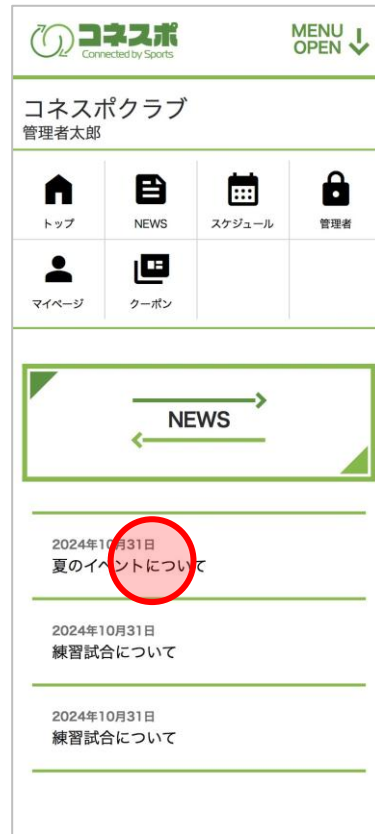 コネスポ
Connected by Sports
MENU
OPEN
コネスポクラブ
管理者太郎
トップ
NEWS
スケジュール
管理者
マイページ
クーポン
NEWS
2024年10月31日
夏のイベントについて
2024年10月31日
練習試合について
2024年10月31日
練習試合について